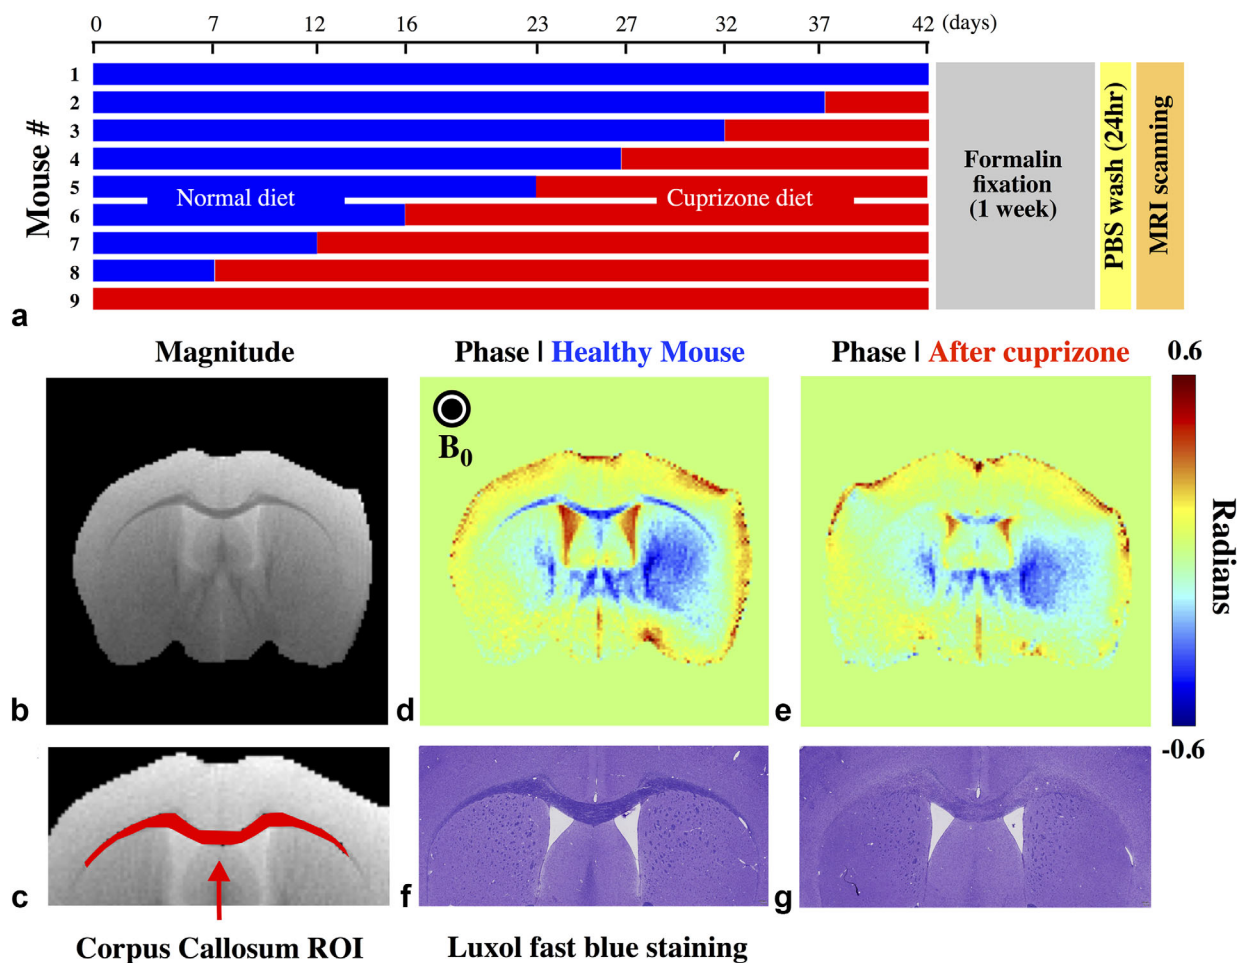 0 7 12 16 23 27 32 37 42 (days)
Mouse #
1
2
3
4
5
6
7
8
9
Normal diet
Cuprizone diet
Formalin
fixation
(1 week)
PBS wash (24hr)
MRI scanning
a
Magnitude
Phase | Healthy Mouse
Phase | After cuprizone
0.6
B0
Radians
-0.6
b
d
e
c
f
g
Corpus Callosum ROI
Luxol fast blue staining